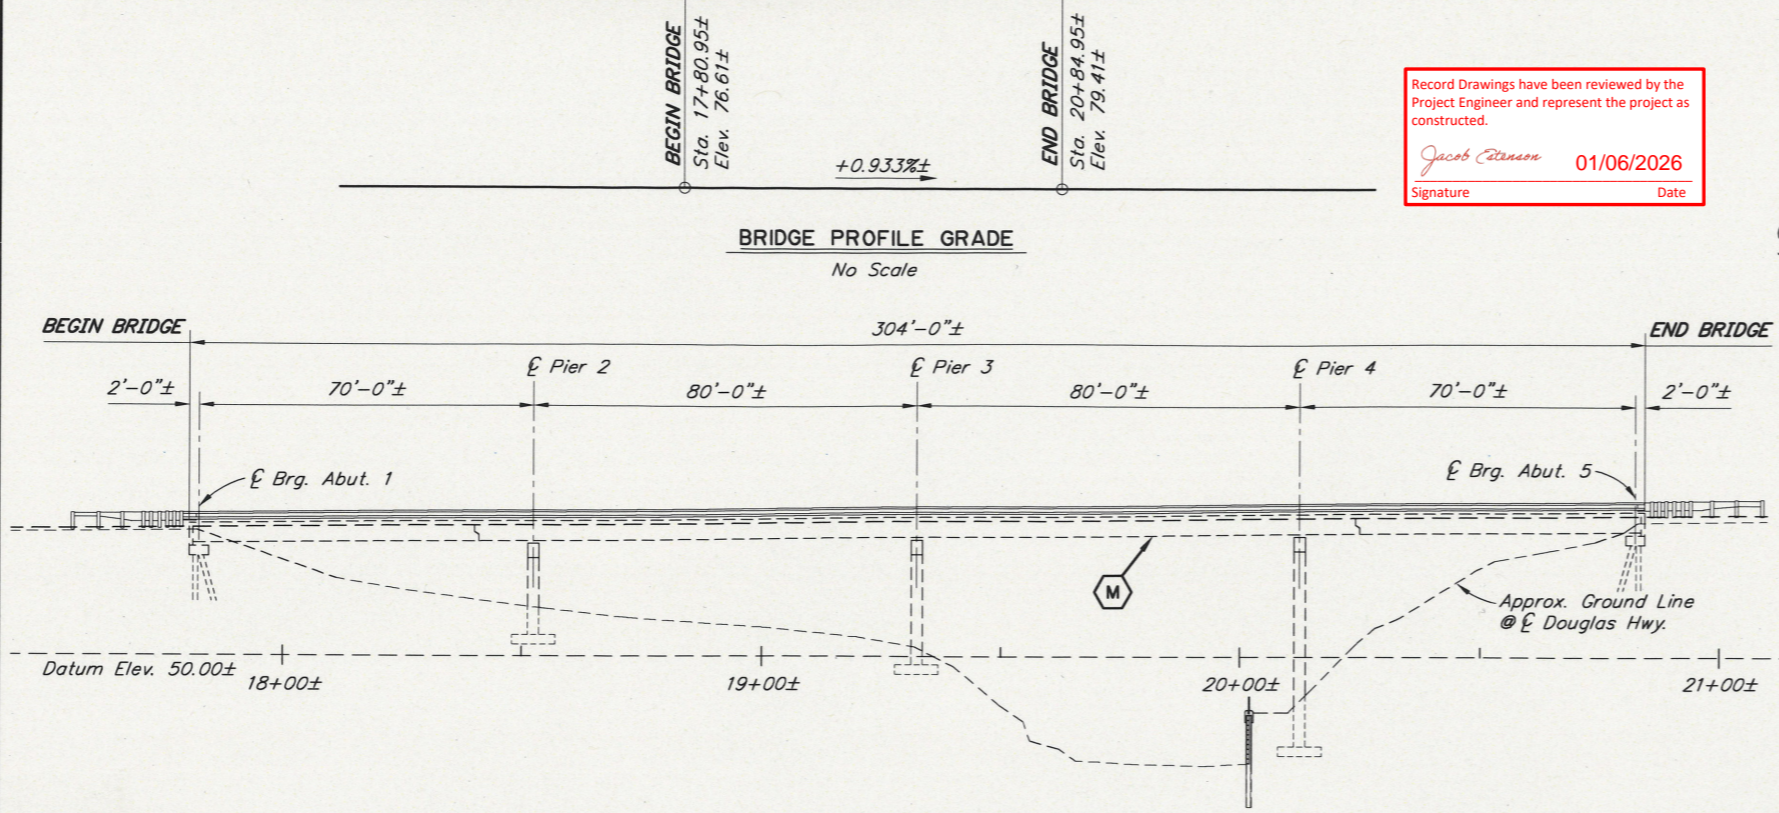 BEGIN BRIDGE
Sta. 17+80.95±
Elev. 76.61±
END BRIDGE
Sta. 20+84.95±
Elev. 79.41±
+0.933%±
Record Drawings have been reviewed by the
Project Engineer and represent the project as
constructed.
Jacob Estenson 01/06/2026
Signature Date
BRIDGE PROFILE GRADE
No Scale
BEGIN BRIDGE 304'-0"± END BRIDGE
℄ Pier 2 ℄ Pier 3 ℄ Pier 4
2'-0"± 70'-0"± 80'-0"± 80'-0"± 70'-0"± 2'-0"±
℄ Brg. Abut. 1 ℄ Brg. Abut. 5
M
Approx. Ground Line
@ ℄ Douglas Hwy.
Datum Elev. 50.00± 18+00± 19+00± 20+00± 21+00±